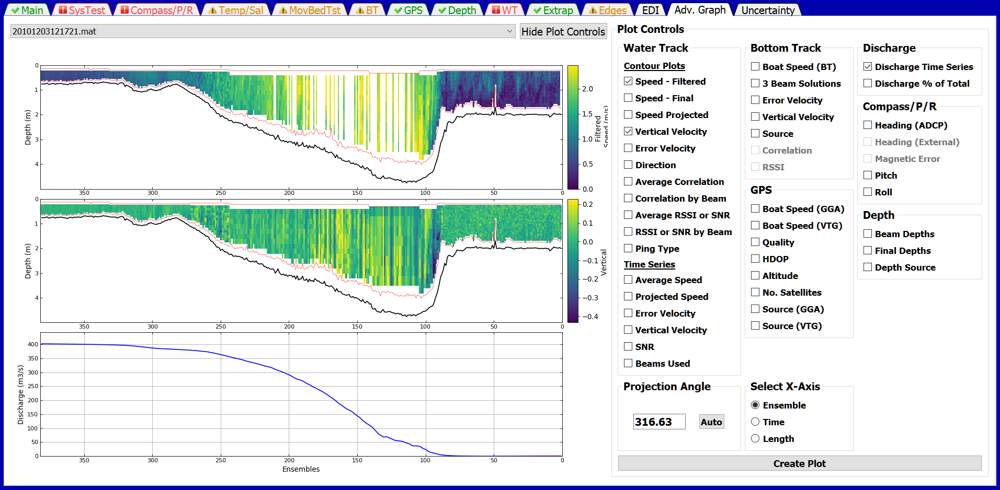 Main SysTest Compass/P/R Temp/Sal MovBedTst BT GPS Depth WT Extrap Edges EDI Adv. Graph Uncertainty
20101203121721.mat
Hide Plot Controls
0
1
2
3
4
Depth (m)
350 300 250 200 150 100 50 0
2.0
1.5
1.0
0.5
0.0
Filtered
Speed (m/s)
0
1
2
3
4
Depth (m)
350 300 250 200 150 100 50 0
0.2
0.1
0.0
−0.1
−0.2
−0.3
−0.4
Vertical
400
350
300
250
200
150
100
50
0
Discharge (m3/s)
350 300 250 200 150 100 50 0
Ensembles
Plot Controls
Water Track
Contour Plots
Speed - Filtered
Speed - Final
Speed Projected
Vertical Velocity
Error Velocity
Direction
Average Correlation
Correlation by Beam
Average RSSI or SNR
RSSI or SNR by Beam
Ping Type
Time Series
Average Speed
Projected Speed
Error Velocity
Vertical Velocity
SNR
Beams Used
Bottom Track
Boat Speed (BT)
3 Beam Solutions
Error Velocity
Vertical Velocity
Source
Correlation
RSSI
GPS
Boat Speed (GGA)
Boat Speed (VTG)
Quality
HDOP
Altitude
No. Satellites
Source (GGA)
Source (VTG)
Discharge
Discharge Time Series
Discharge % of Total
Compass/P/R
Heading (ADCP)
Heading (External)
Magnetic Error
Pitch
Roll
Depth
Beam Depths
Final Depths
Depth Source
Projection Angle
316.63 Auto
Select X-Axis
Ensemble
Time
Length
Create Plot